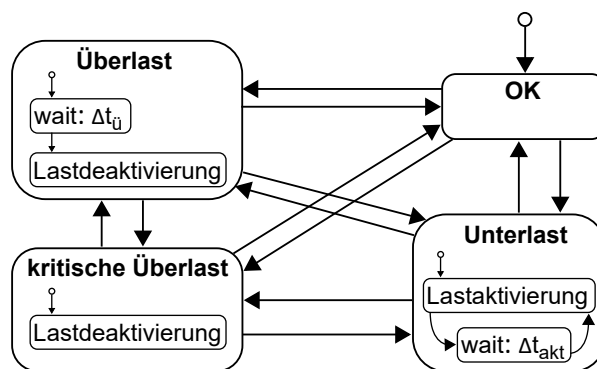 Überlast
wait: Δtü
Lastdeaktivierung
OK
kritische Überlast
Lastdeaktivierung
Unterlast
Lastaktivierung
wait: Δtakt